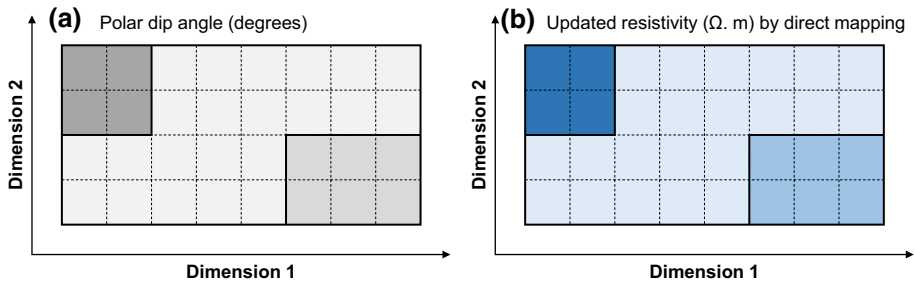 (a) Polar dip angle (degrees)
Dimension 2
Dimension 1
(b) Updated resistivity (Ω. m) by direct mapping
Dimension 2
Dimension 1